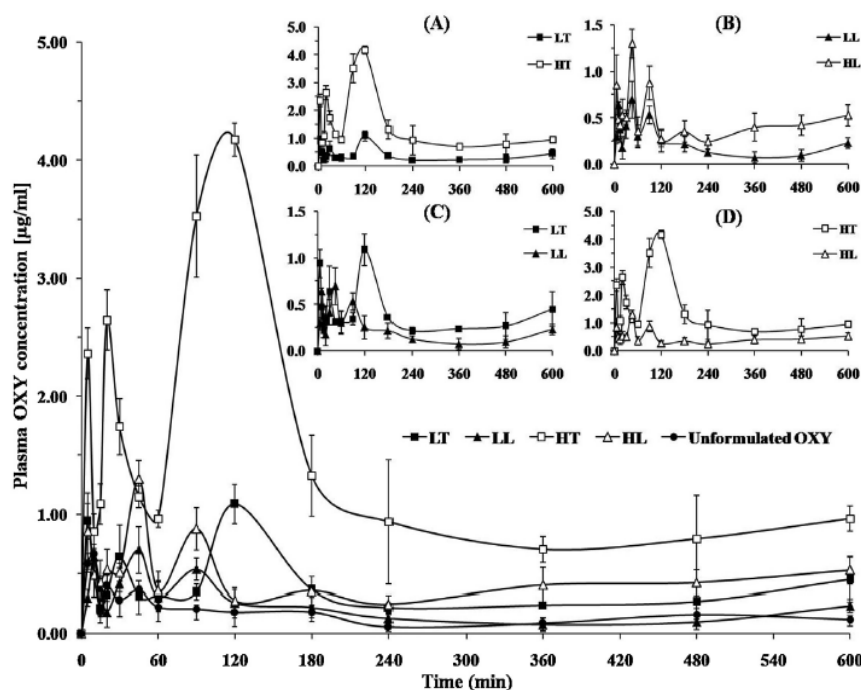 (A)
5.0
4.0
3.0
2.0
1.0
0.0
0 120 240 360 480 600
LT
HT
(B)
1.5
1.0
0.5
0.0
0 120 240 360 480 600
LL
HL
(C)
1.5
1.0
0.5
0.0
0 120 240 360 480 600
LT
LL
(D)
5.0
4.0
3.0
2.0
1.0
0.0
0 120 240 360 480 600
HT
HL
LT LL HT HL Unformulated OXY
Plasma OXY concentration [µg/ml]
5.00
4.00
3.00
2.00
1.00
0.00
0 60 120 180 240 300 360 420 480 540 600
Time (min)